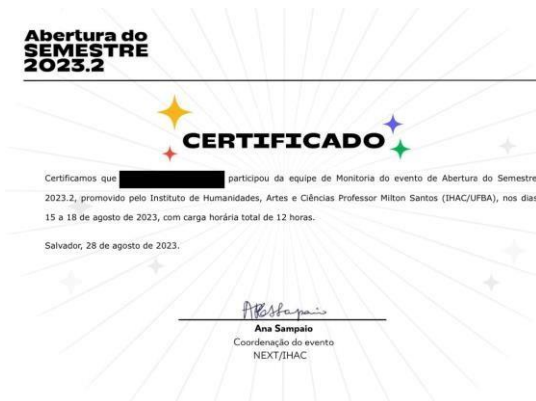 Abertura do
SEMESTRE
2023.2
CERTIFICADO
Certificamos que participou da equipe de Monitoria do evento de Abertura do Semestre
2023.2, promovido pelo Instituto de Humanidades, Artes e Ciências Professor Milton Santos (IHAC/UFBA), nos dias
15 a 18 de agosto de 2023, com carga horária total de 12 horas.
Salvador, 28 de agosto de 2023.
Ana Sampaio
Coordenação do evento
NEXT/IHAC